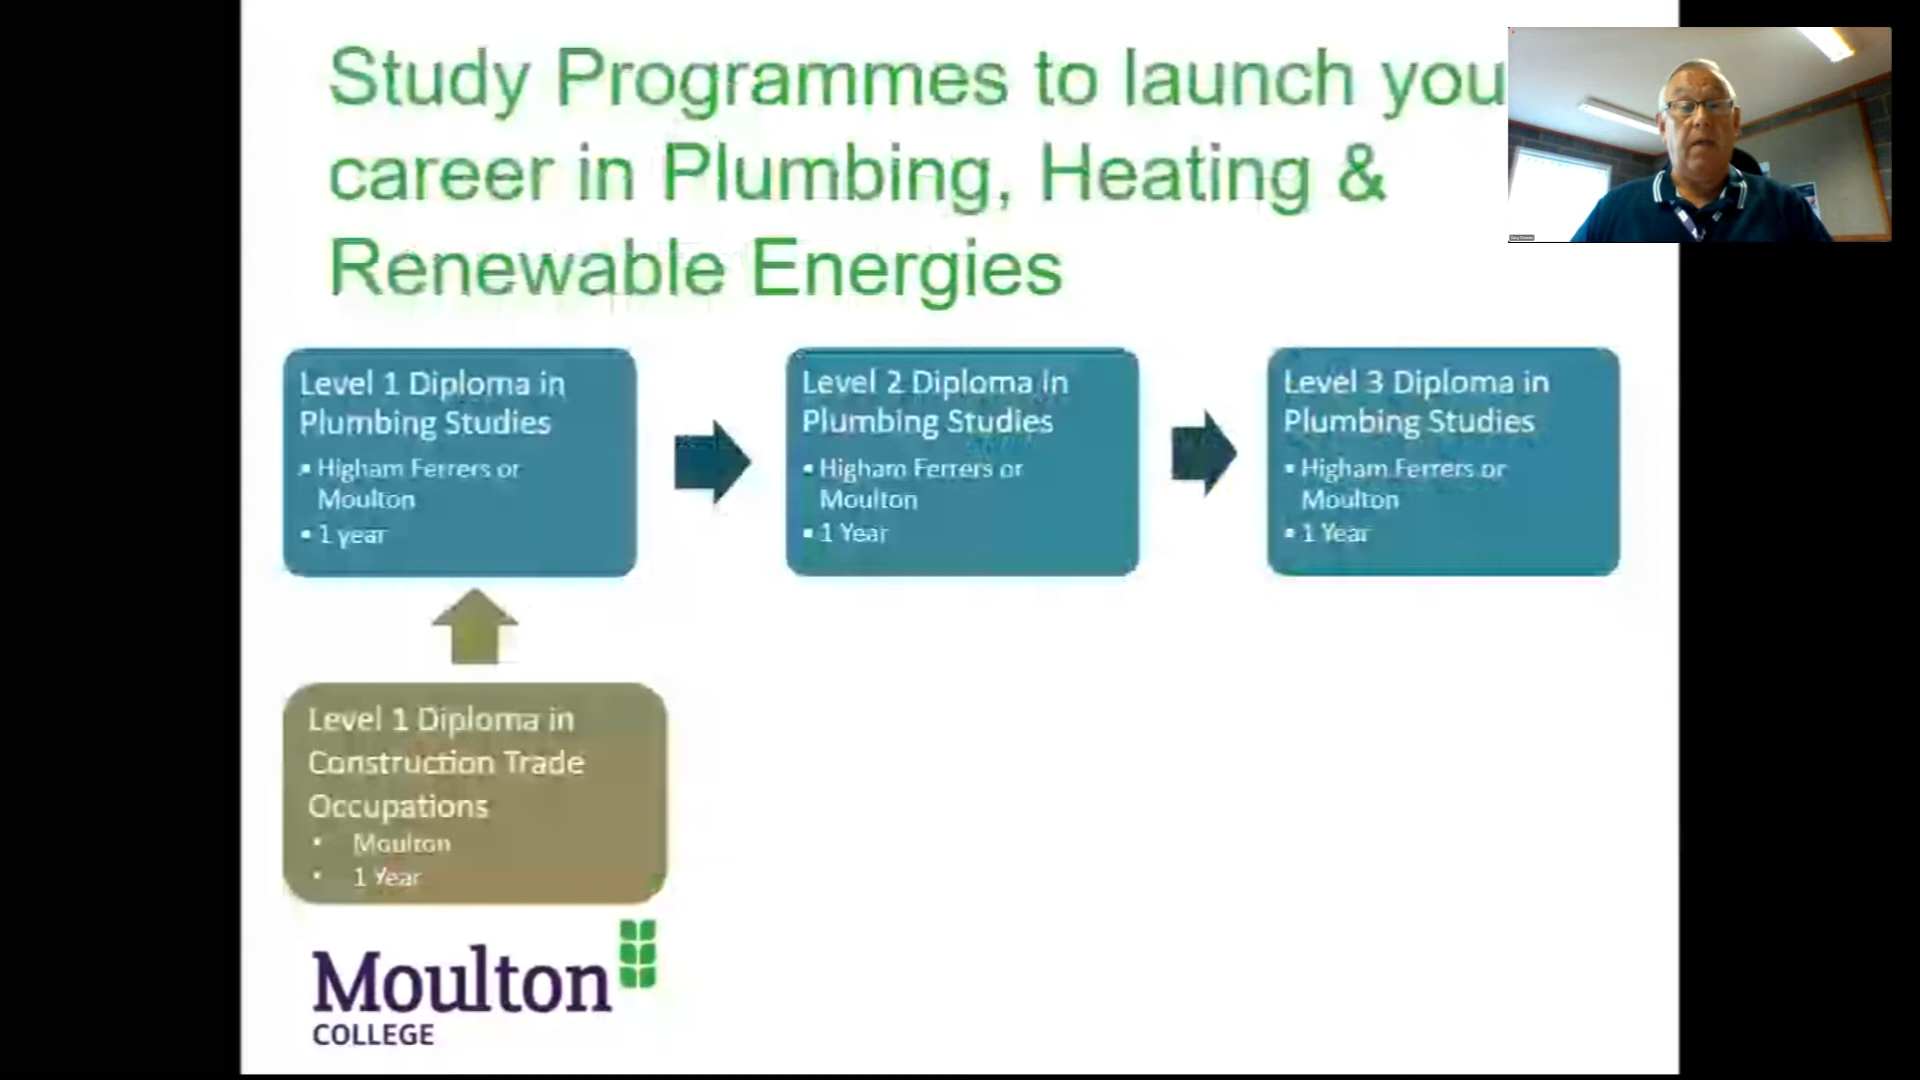 Study Programmes to launch you
career in Plumbing, Heating &
Renewable Energies
Level 1 Diploma in
Plumbing Studies
▪ Higham Ferrers or
Moulton
▪ 1 year
Level 2 Diploma in
Plumbing Studies
▪ Higham Ferrers or
Moulton
▪ 1 Year
Level 3 Diploma in
Plumbing Studies
▪ Higham Ferrers or
Moulton
▪ 1 Year
Level 1 Diploma in
Construction Trade
Occupations
• Moulton
• 1 Year
Moulton
COLLEGE